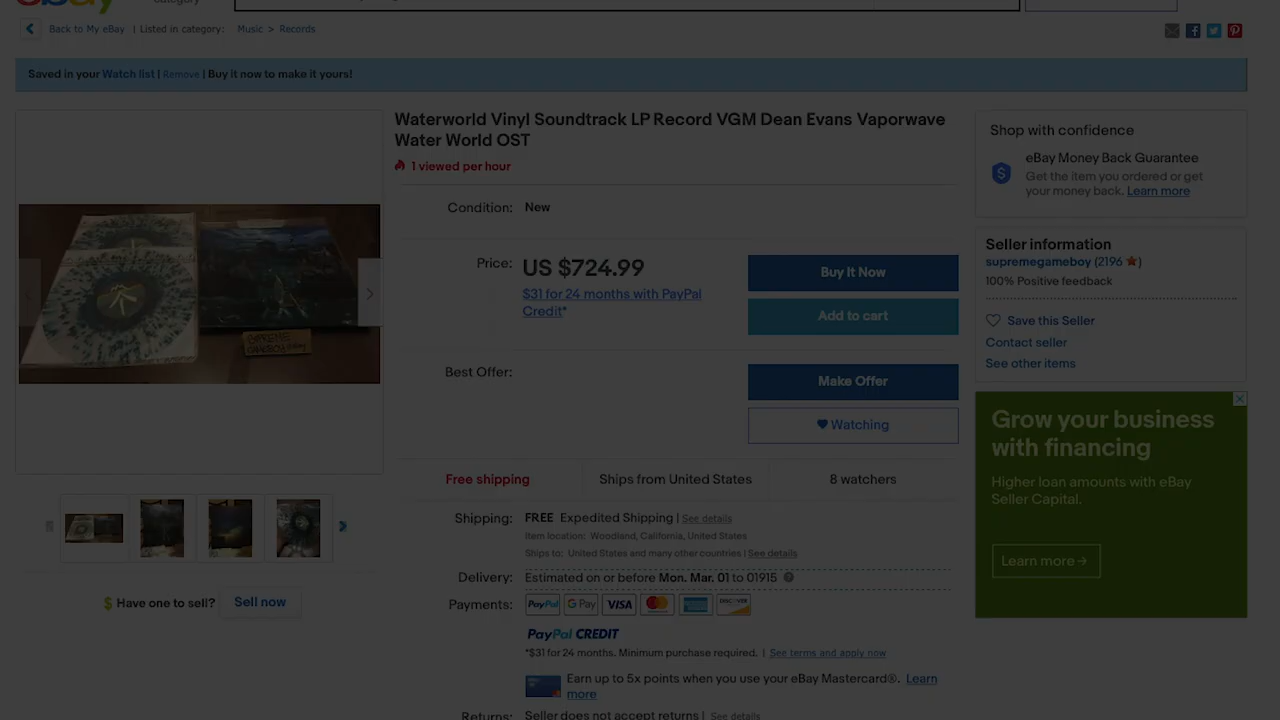 ebay
category
Back to My eBay | Listed in category: Music > Records
Saved in your Watch list | Remove | Buy it now to make it yours!
Waterworld Vinyl Soundtrack LP Record VGM Dean Evans Vaporwave
Water World OST
1 viewed per hour
Condition: New
Price: US $724.99
$31 for 24 months with PayPal
Credit*
Buy It Now
Add to cart
Best Offer:
Make Offer
Watching
Free shipping
Ships from United States
8 watchers
Shipping: FREE Expedited Shipping | See details
Item location: Woodland, California, United States
Ships to: United States and many other countries | See details
Delivery: Estimated on or before Mon. Mar. 01 to 01915
Payments: PayPal G Pay VISA MasterCard DISCOVER
PayPal CREDIT
*$31 for 24 months. Minimum purchase required. | See terms and apply now
Earn up to 5x points when you use your eBay Mastercard®. Learn
more
Returns: Seller does not accept returns | See details
Have one to sell? Sell now
Shop with confidence
eBay Money Back Guarantee
Get the item you ordered or get
your money back. Learn more
Seller information
supremegameboy (2196 )
100% Positive feedback
Save this Seller
Contact seller
See other items
Grow your business
with financing
Higher loan amounts with eBay
Seller Capital.
Learn more →